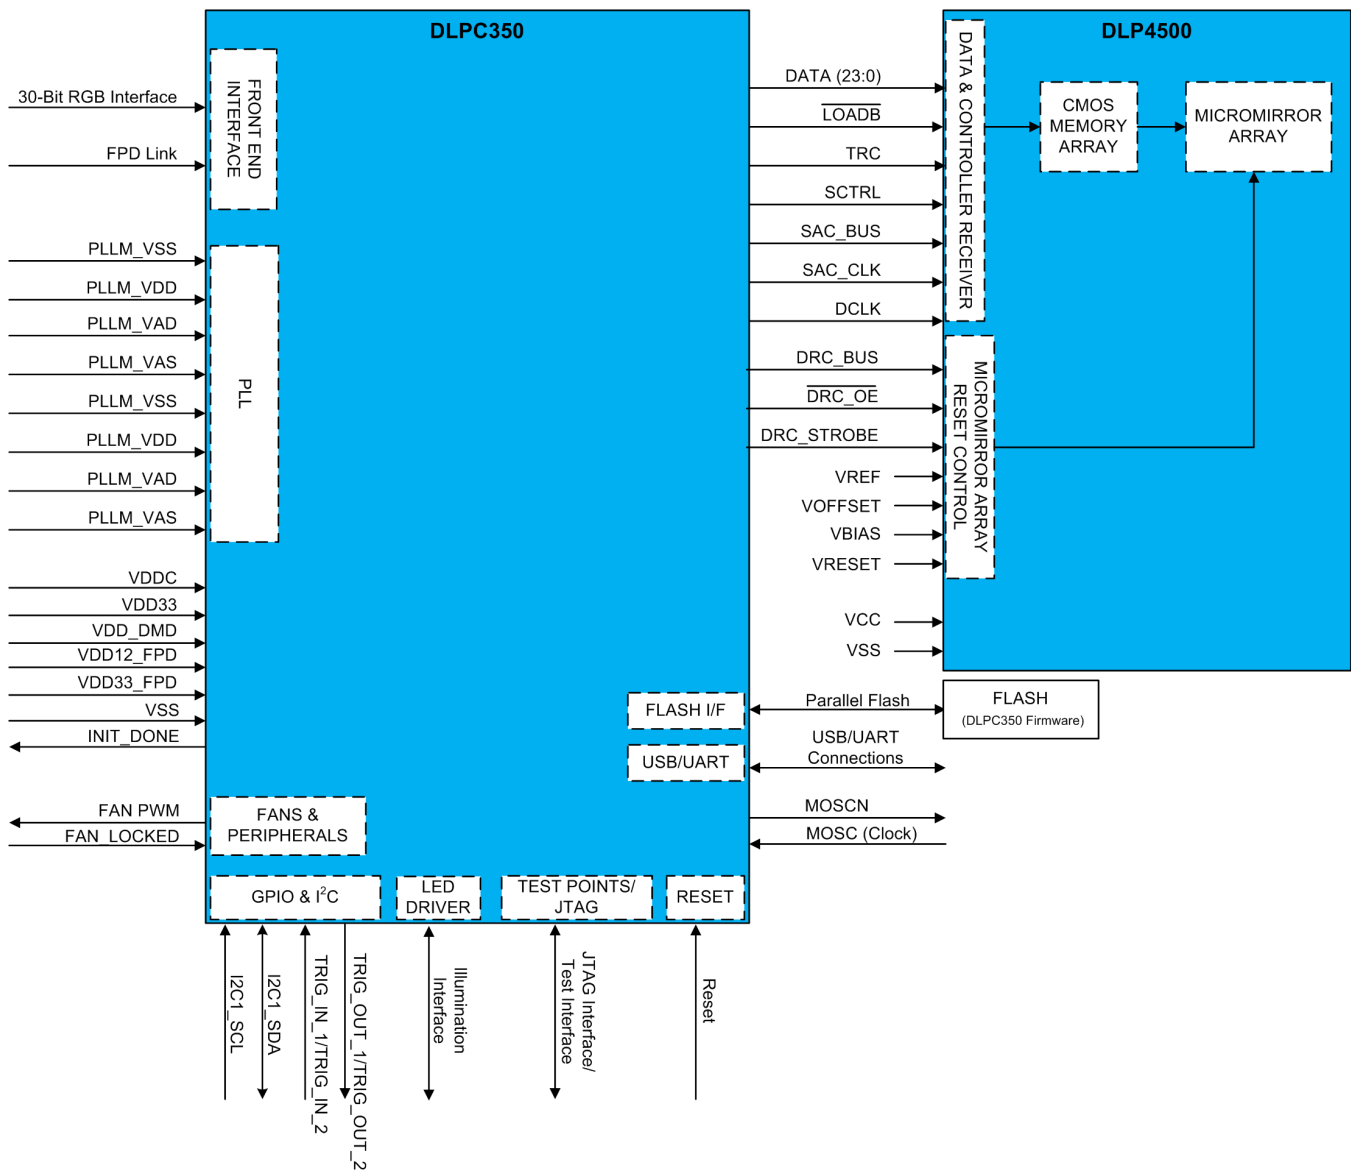 DLPC350
FRONT END
INTERFACE
30-Bit RGB Interface
FPD Link
PLL
PLLM_VSS
PLLM_VDD
PLLM_VAD
PLLM_VAS
PLLM_VSS
PLLM_VDD
PLLM_VAD
PLLM_VAS
VDDC
VDD33
VDD_DMD
VDD12_FPD
VDD33_FPD
VSS
INIT_DONE
FAN PWM
FAN_LOCKED
FANS &
PERIPHERALS
GPIO & I²C
LED
DRIVER
TEST POINTS/
JTAG
RESET
FLASH I/F
USB/UART
I2C1_SCL
I2C1_SDA
TRIG_IN_1/TRIG_IN_2
TRIG_OUT_1/TRIG_OUT_2
Illumination
Interface
JTAG Interface/
Test Interface
Reset
DATA (23:0)
LOADB
TRC
SCTRL
SAC_BUS
SAC_CLK
DCLK
DRC_BUS
DRC_OE
DRC_STROBE
VREF
VOFFSET
VBIAS
VRESET
VCC
VSS
Parallel Flash
USB/UART
Connections
MOSCN
MOSC (Clock)
DLP4500
DATA & CONTROLLER RECEIVER
CMOS
MEMORY
ARRAY
MICROMIRROR
ARRAY
MICROMIRROR ARRAY
RESET CONTROL
FLASH
(DLPC350 Firmware)